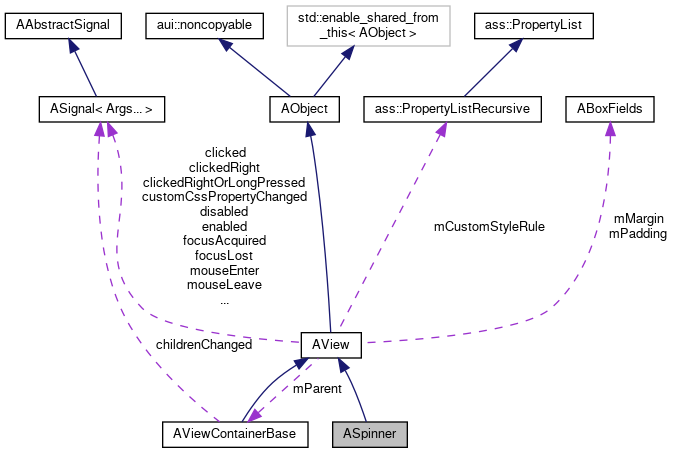 AAbstractSignal
aui::noncopyable
std::enable_shared_from
_this< AObject >
ass::PropertyList
ASignal< Args... >
AObject
ass::PropertyListRecursive
ABoxFields
clicked
clickedRight
clickedRightOrLongPressed
customCssPropertyChanged
disabled
enabled
focusAcquired
focusLost
mouseEnter
mouseLeave
...
mCustomStyleRule
mMargin
mPadding
childrenChanged
AView
mParent
AViewContainerBase
ASpinner